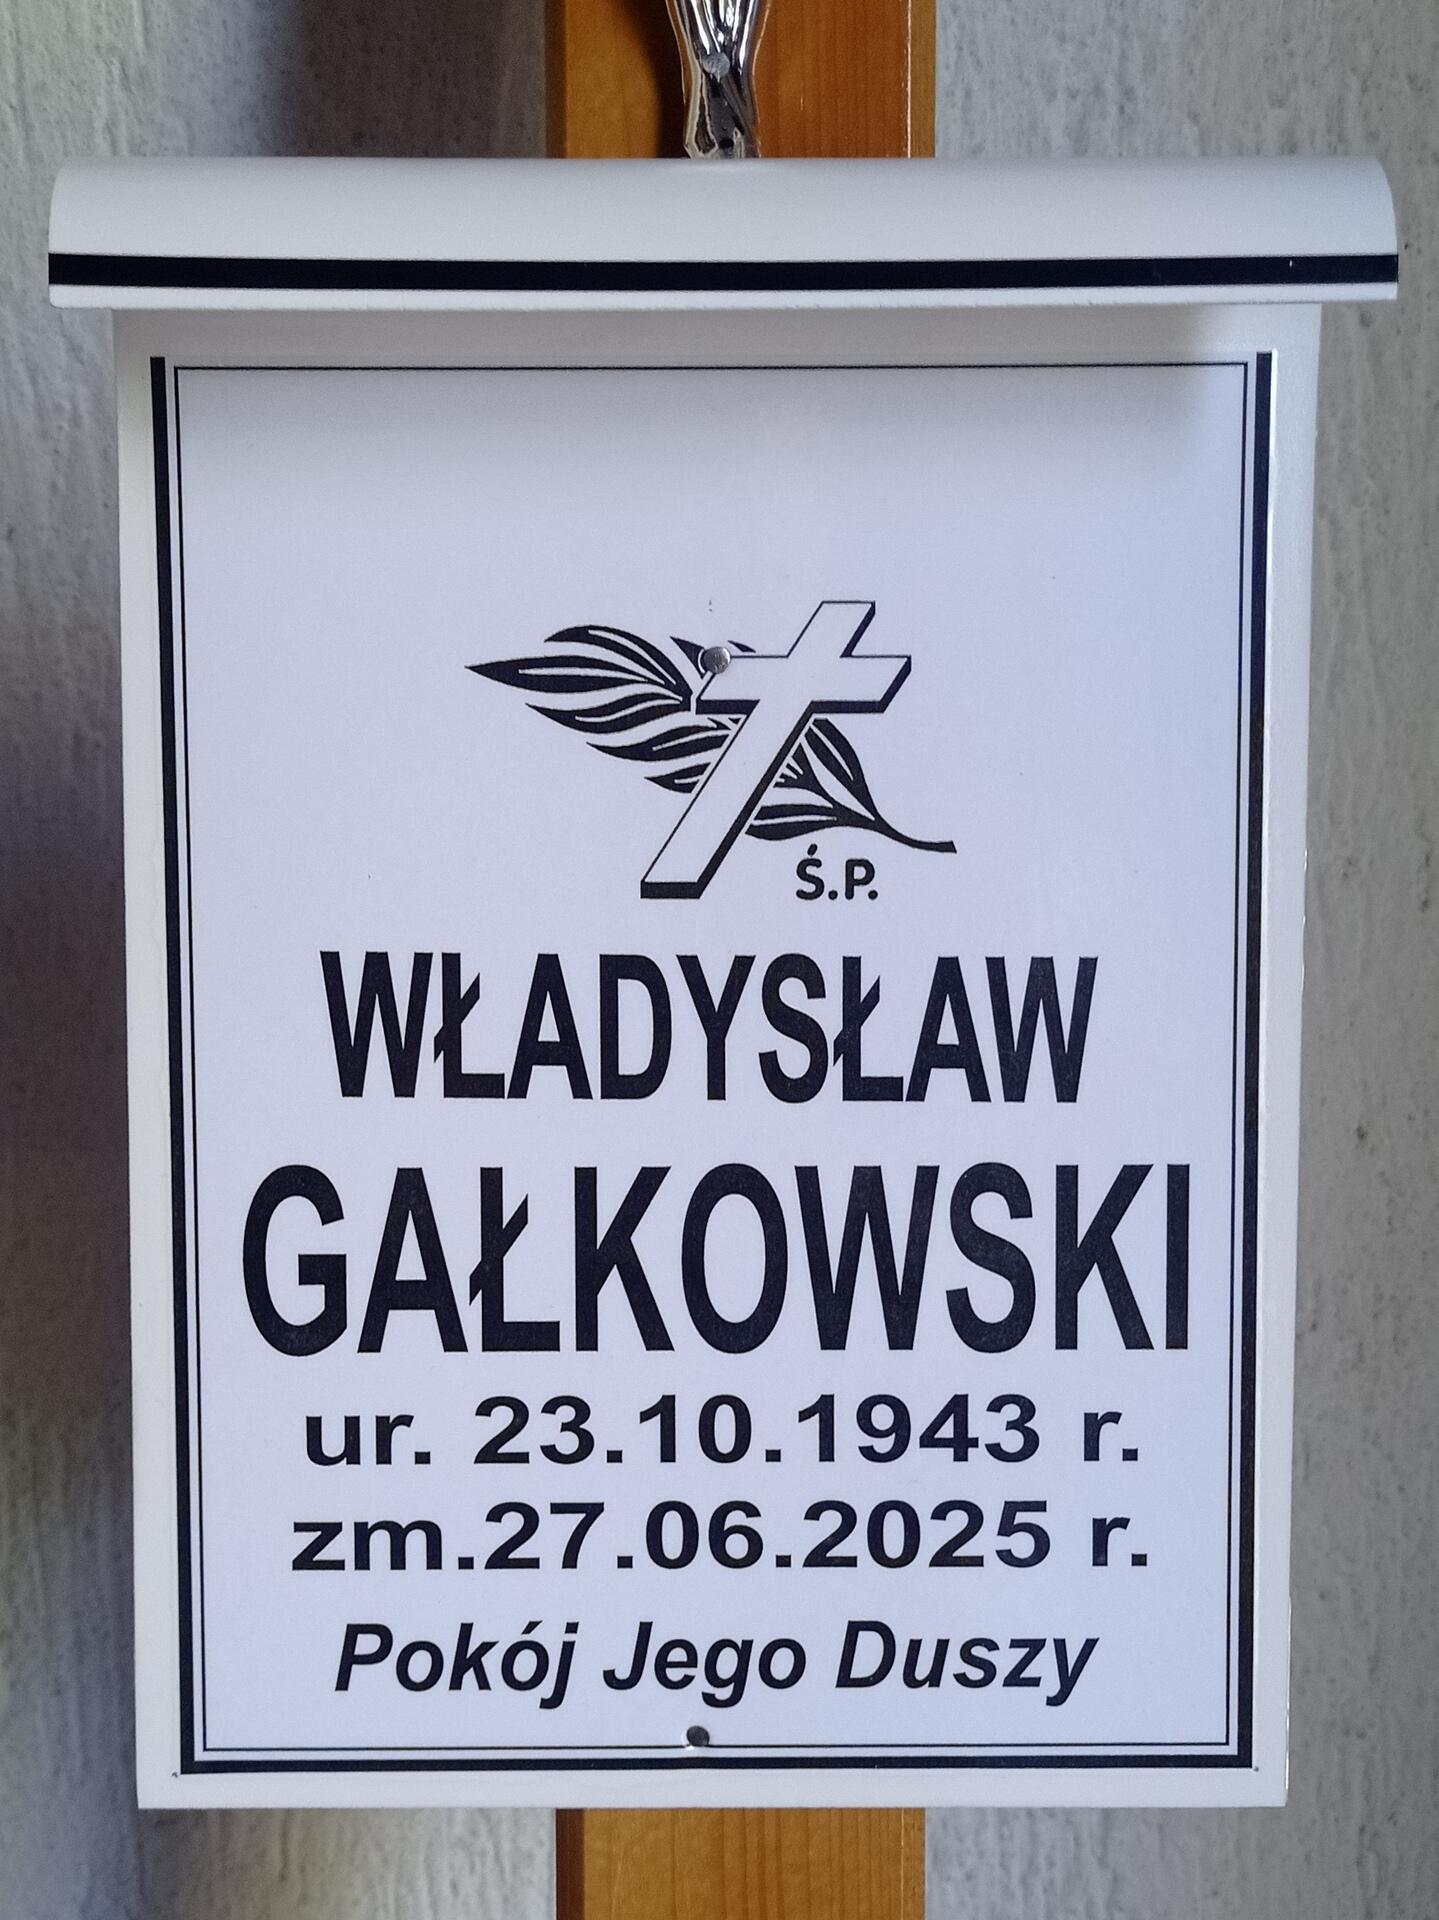 Ś.P.
WŁADYSŁAW
GAŁKOWSKI
ur. 23.10.1943 r.
zm.27.06.2025 r.
Pokój Jego Duszy